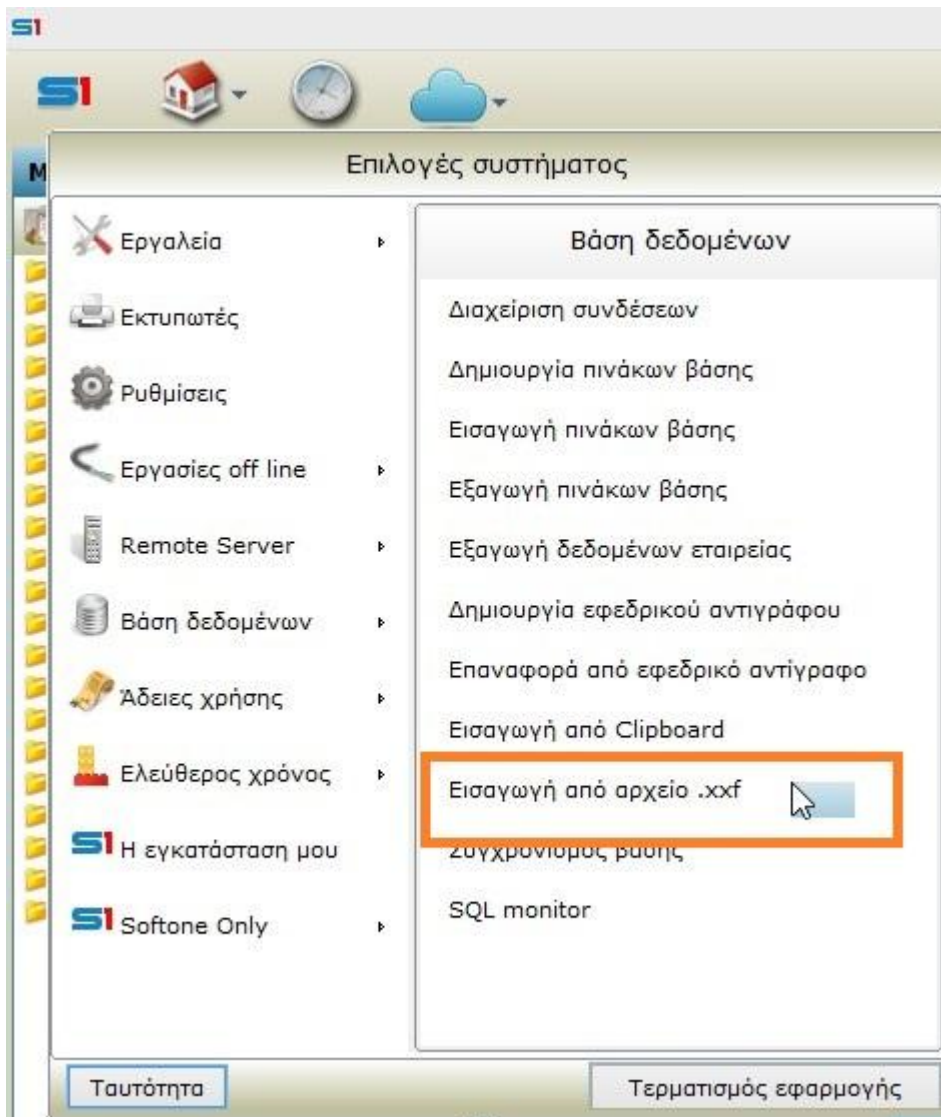 S1
S1
M
Επιλογές συστήματος
Εργαλεία
Εκτυπωτές
Ρυθμίσεις
Εργασίες off line
Remote Server
Βάση δεδομένων
Άδειες χρήσης
Ελεύθερος χρόνος
S1 Η εγκατάσταση μου
S1 Softone Only
Βάση δεδομένων
Διαχείριση συνδέσεων
Δημιουργία πινάκων βάσης
Εισαγωγή πινάκων βάσης
Εξαγωγή πινάκων βάσης
Εξαγωγή δεδομένων εταιρείας
Δημιουργία εφεδρικού αντιγράφου
Επαναφορά από εφεδρικό αντίγραφο
Εισαγωγή από Clipboard
Εισαγωγή από αρχείο .xxf
Συγχρονισμός βάσης
SQL monitor
Ταυτότητα
Τερματισμός εφαρμογής